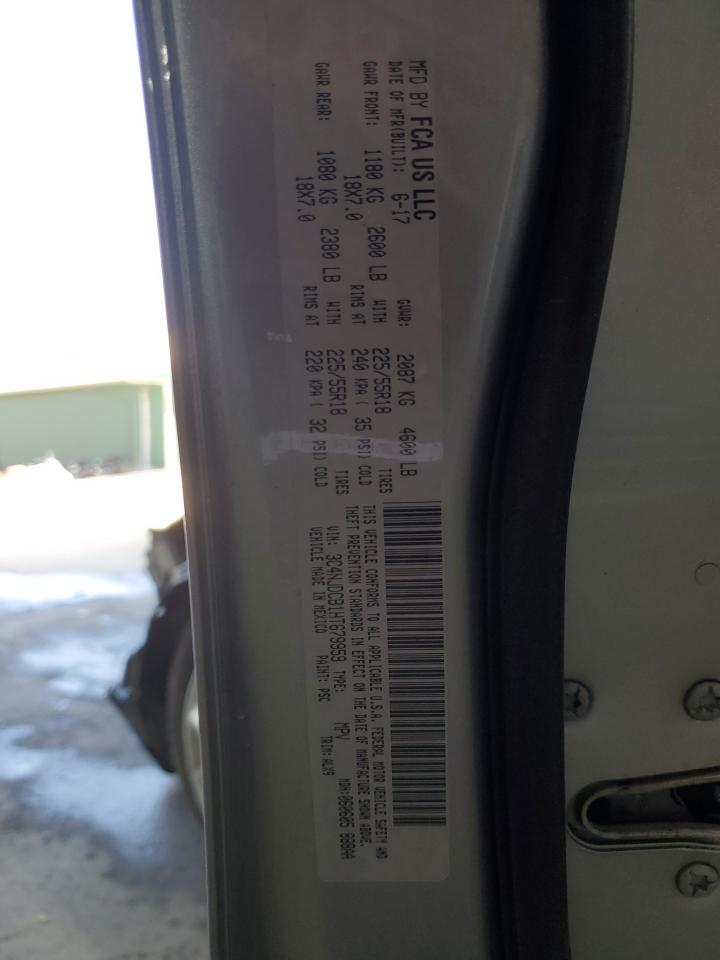 MFD BY FCA US LLC
DATE OF MFR(BUILT): 6-17 GVWR: 2087 KG 4600 LB
GAWR FRONT: 1180 KG 2600 LB WITH 225/55R18 TIRES
18X7.0 RIMS AT 240 KPA ( 35 PSI) COLD
GAWR REAR: 1080 KG 2380 LB WITH 225/55R18 TIRES
18X7.0 RIMS AT 220 KPA ( 32 PSI) COLD
THIS VEHICLE CONFORMS TO ALL APPLICABLE U.S.A. FEDERAL MOTOR VEHICLE SAFETY AND
THEFT PREVENTION STANDARDS IN EFFECT ON THE DATE OF MANUFACTURE SHOWN ABOVE.
VIN: 3C4NJDCB1HT679959 TYPE: MPV MDH:060605 888AA
VEHICLE MADE IN MEXICO PAINT: PSC TRIM: ALX9